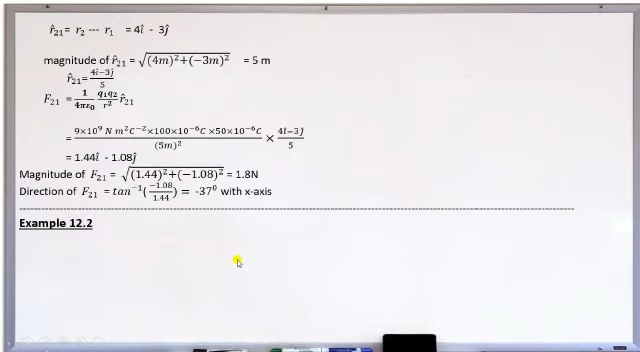 r̂₂₁= r₂ --- r₁ = 4î - 3ĵ
magnitude of r̂₂₁ = √((4m)²+(−3m)²) = 5 m
r̂₂₁= (4î−3ĵ)/5
F₂₁ = 1/(4πε₀) q₁q₂/r² r̂₂₁
= (9×10⁹ N m²C⁻²×100×10⁻⁶C ×50×10⁻⁶C)/(5m)² × (4î−3ĵ)/5
= 1.44î - 1.08ĵ
Magnitude of F₂₁ = √((1.44)²+(−1.08)²) = 1.8N
Direction of F₂₁ = tan⁻¹(−1.08/1.44) = -37⁰ with x-axis
Example 12.2